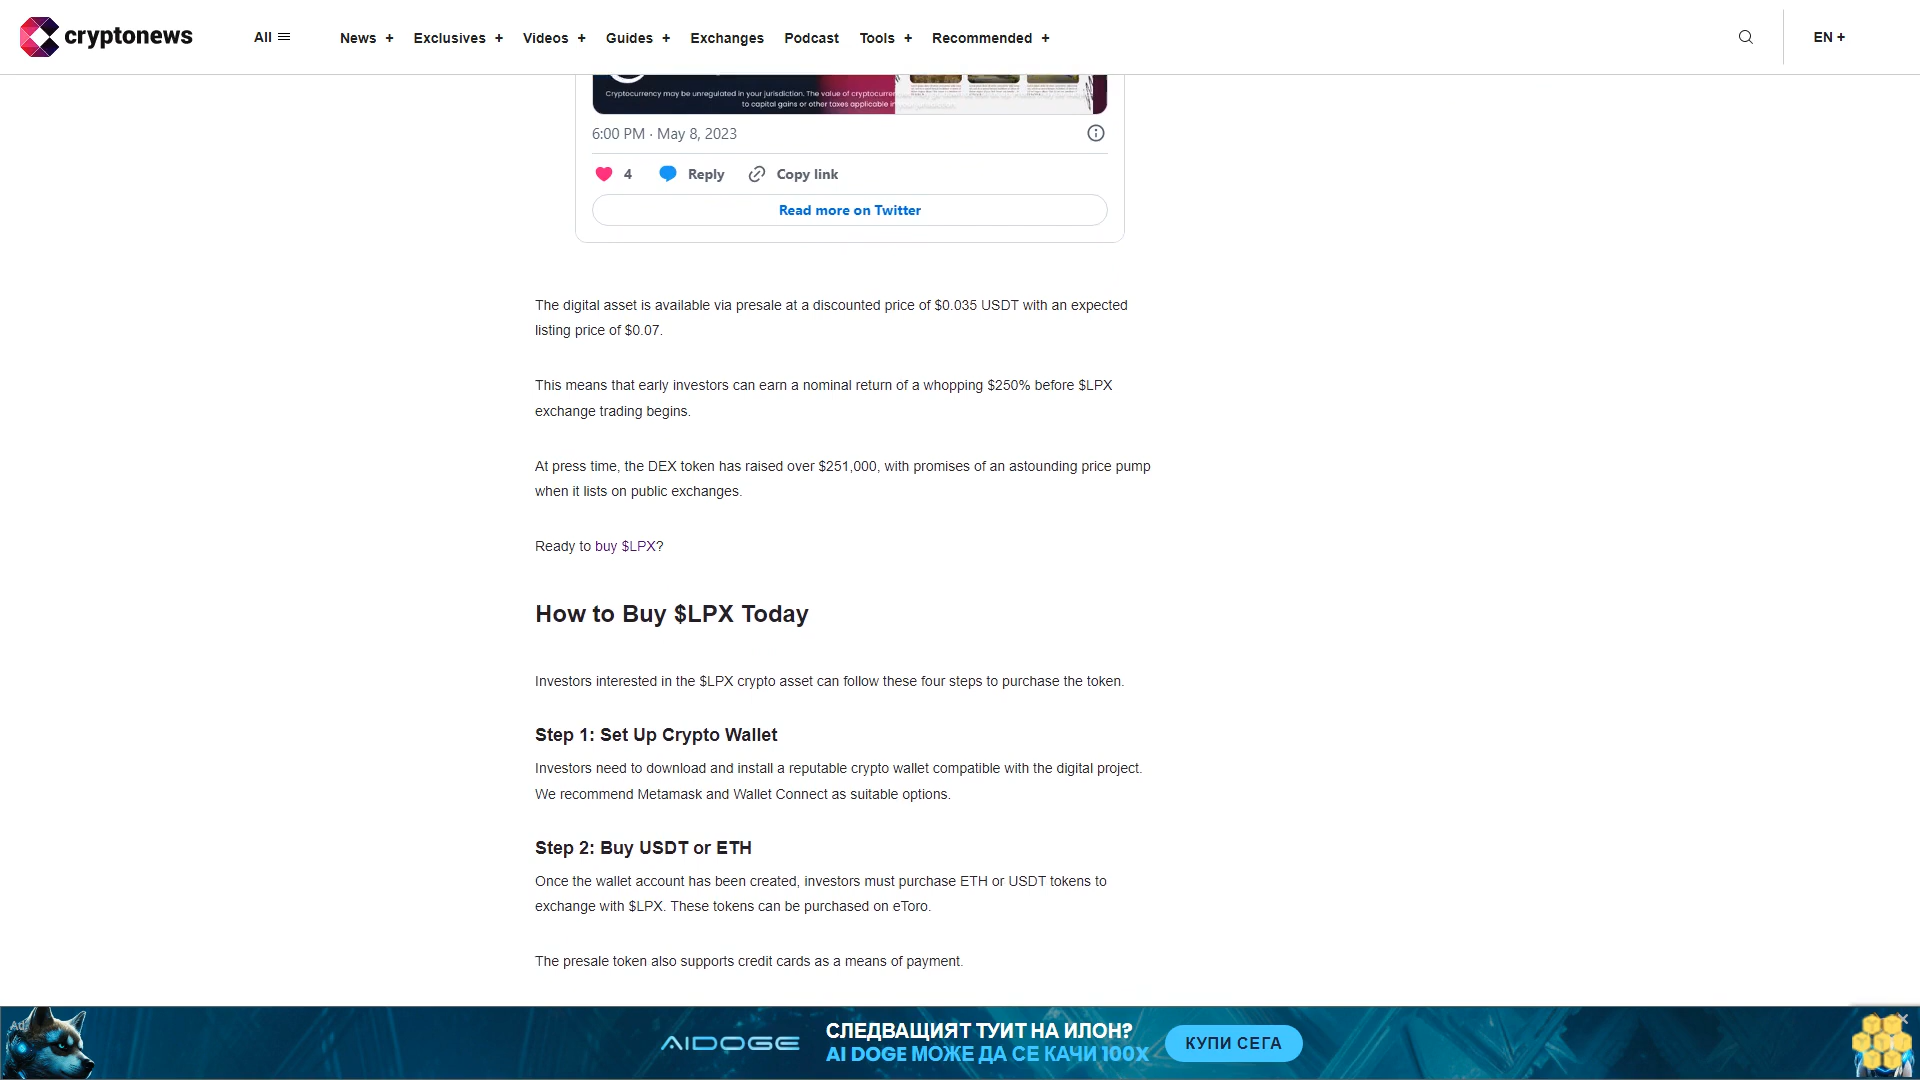 cryptonews
All
News +
Exclusives +
Videos +
Guides +
Exchanges
Podcast
Tools +
Recommended +
EN +
Cryptocurrency may be unregulated in your jurisdiction. The value of
to capital gains or other taxes applicable
6:00 PM · May 8, 2023
4
Reply
Copy link
Read more on Twitter
The digital asset is available via presale at a discounted price of $0.035 USDT with an expected
listing price of $0.07.
This means that early investors can earn a nominal return of a whopping $250% before $LPX
exchange trading begins.
At press time, the DEX token has raised over $251,000, with promises of an astounding price pump
when it lists on public exchanges.
Ready to buy $LPX?
How to Buy $LPX Today
Investors interested in the $LPX crypto asset can follow these four steps to purchase the token.
Step 1: Set Up Crypto Wallet
Investors need to download and install a reputable crypto wallet compatible with the digital project.
We recommend Metamask and Wallet Connect as suitable options.
Step 2: Buy USDT or ETH
Once the wallet account has been created, investors must purchase ETH or USDT tokens to
exchange with $LPX. These tokens can be purchased on eToro.
The presale token also supports credit cards as a means of payment.
Ad
AIDOGE
СЛЕДВАЩИЯТ ТУИТ НА ИЛОН?
AI DOGE МОЖЕ ДА СЕ КАЧИ 100X
КУПИ СЕГА